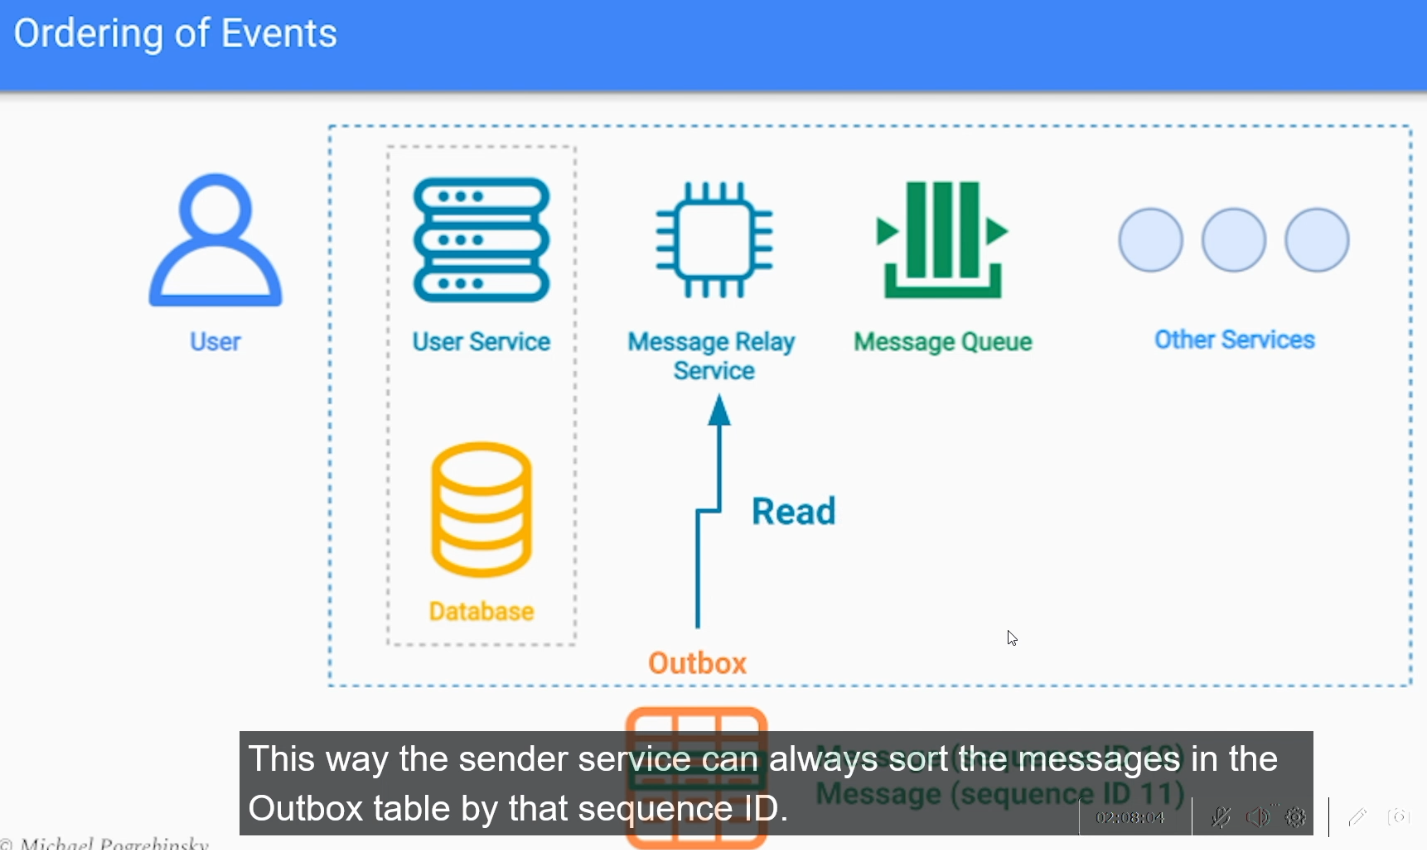 Ordering of Events
User
User Service
Message Relay
Service
Message Queue
Other Services
Read
Database
Outbox
Message (sequence ID 10)
Message (sequence ID 11)
This way the sender service can always sort the messages in the
Outbox table by that sequence ID.
02:08:04
© Michael Pogrebinsky